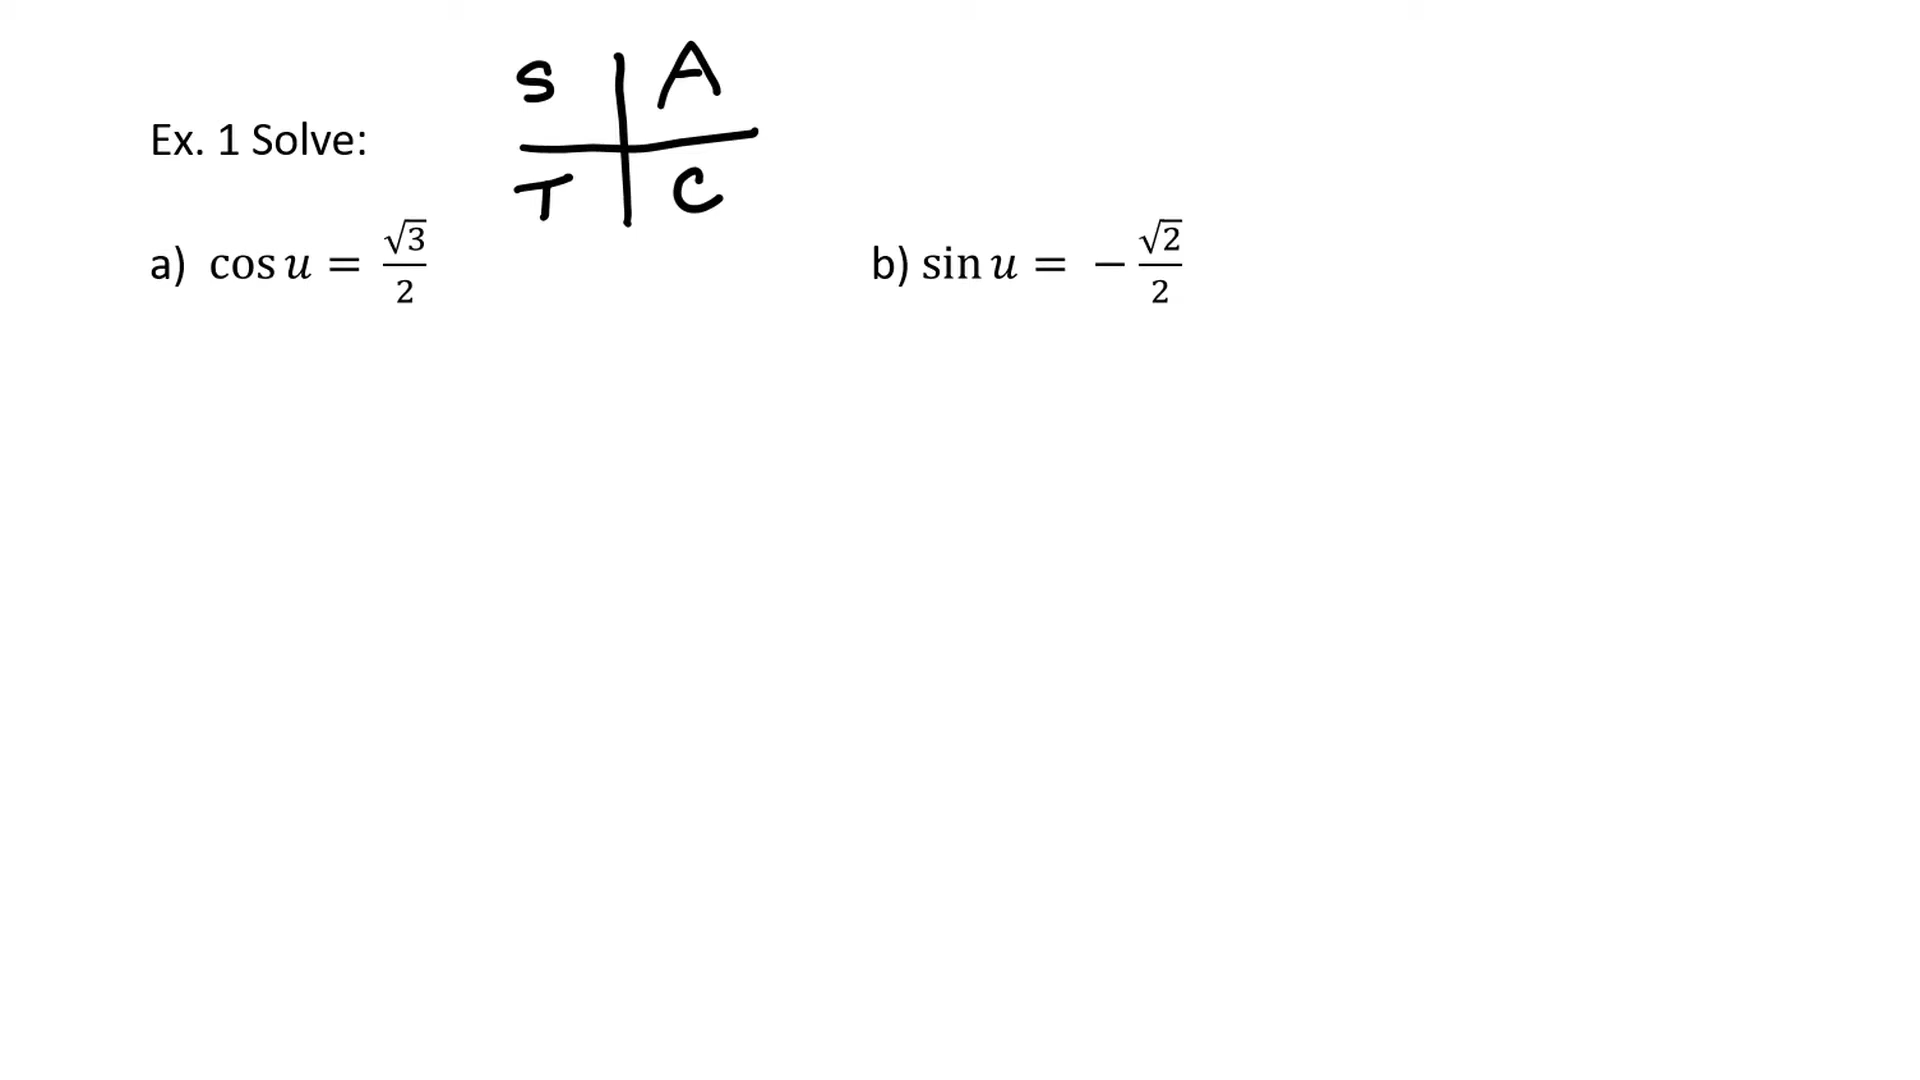 S A
Ex. 1 Solve:
T C
a) cos u = √3/2
b) sin u = −√2/2